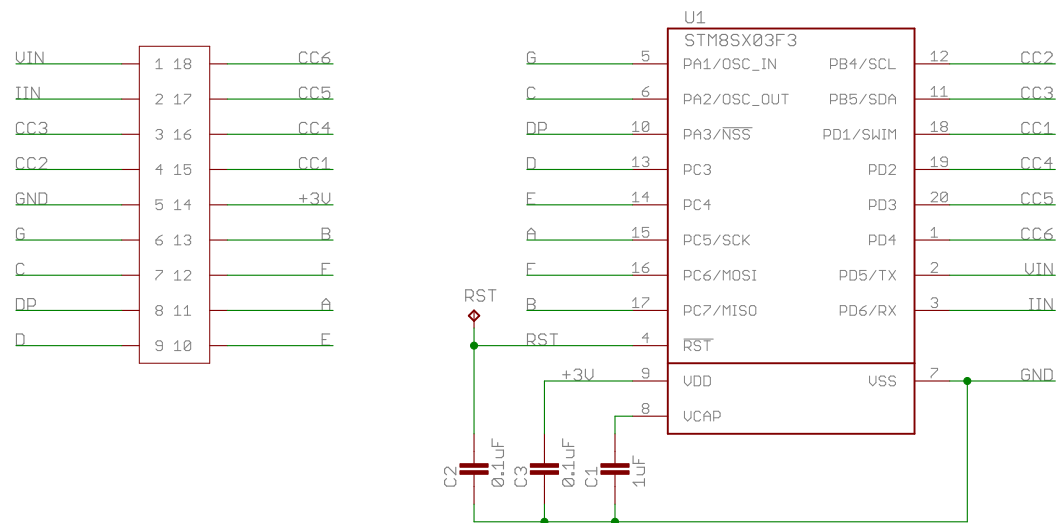 VIN 1 18 CC6
IIN 2 17 CC5
CC3 3 16 CC4
CC2 4 15 CC1
GND 5 14 +3V
G 6 13 B
C 7 12 F
DP 8 11 A
D 9 10 E
U1
STM8SX03F3
G 5 PA1/OSC_IN PB4/SCL 12 CC2
C 6 PA2/OSC_OUT PB5/SDA 11 CC3
DP 10 PA3/NSS PD1/SWIM 18 CC1
D 13 PC3 PD2 19 CC4
E 14 PC4 PD3 20 CC5
A 15 PC5/SCK PD4 1 CC6
F 16 PC6/MOSI PD5/TX 2 VIN
B 17 PC7/MISO PD6/RX 3 IIN
RST
RST 4 RST
+3V 9 VDD VSS 7 GND
8 VCAP
C2 0.1uF C3 0.1uF C1 1uF